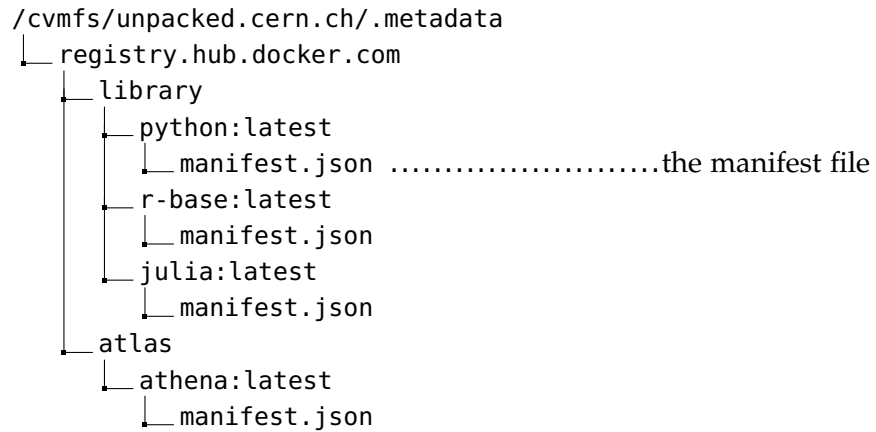 /cvmfs/unpacked.cern.ch/.metadata
registry.hub.docker.com
library
python:latest
manifest.json ..........................the manifest file
r-base:latest
manifest.json
julia:latest
manifest.json
atlas
athena:latest
manifest.json